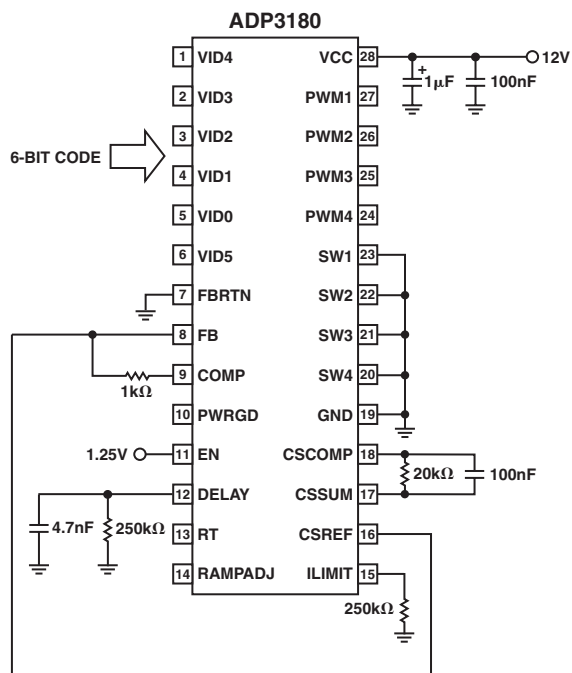 ADP3180
1 VID4
VCC 28
12V
+
1µF
100nF
2 VID3
PWM1 27
3 VID2
PWM2 26
6-BIT CODE
4 VID1
PWM3 25
5 VID0
PWM4 24
6 VID5
SW1 23
7 FBRTN
SW2 22
8 FB
SW3 21
9 COMP
SW4 20
1kΩ
10 PWRGD
GND 19
1.25V
11 EN
CSCOMP 18
20kΩ
100nF
12 DELAY
CSSUM 17
4.7nF
250kΩ
13 RT
CSREF 16
14 RAMPADJ
ILIMIT 15
250kΩ